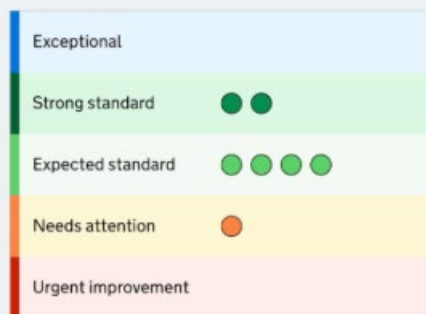 Exceptional
Strong standard
Expected standard
Needs attention
Urgent improvement